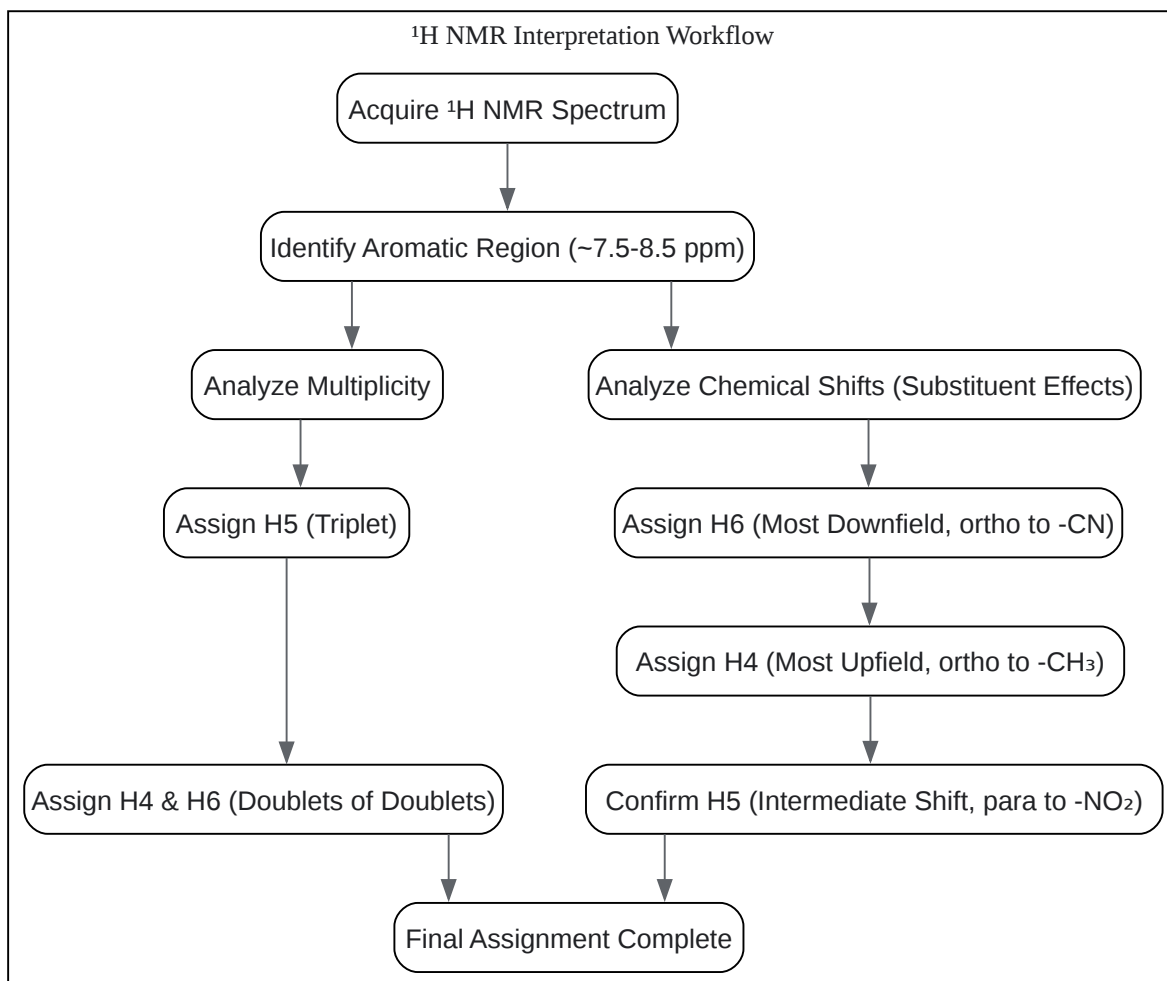 ¹H NMR Interpretation Workflow
Acquire ¹H NMR Spectrum
Identify Aromatic Region (~7.5-8.5 ppm)
Analyze Multiplicity
Analyze Chemical Shifts (Substituent Effects)
Assign H5 (Triplet)
Assign H6 (Most Downfield, ortho to -CN)
Assign H4 (Most Upfield, ortho to -CH₃)
Assign H4 & H6 (Doublets of Doublets)
Confirm H5 (Intermediate Shift, para to -NO₂)
Final Assignment Complete